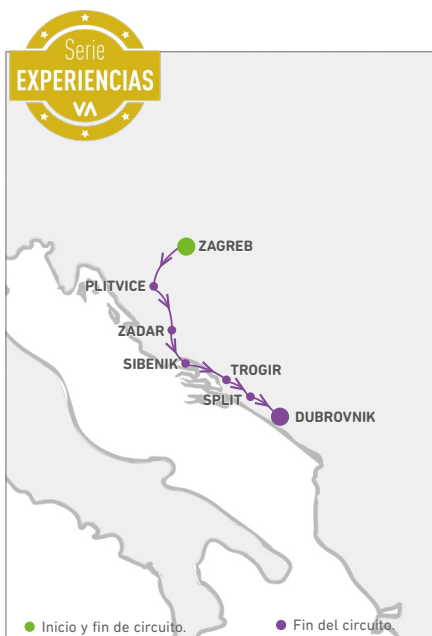 Serie
EXPERIENCIAS
VA
ZAGREB
PLITVICE
ZADAR
SIBENIK
TROGIR
SPLIT
DUBROVNIK
Inicio y fin de circuito.
Fin del circuito.